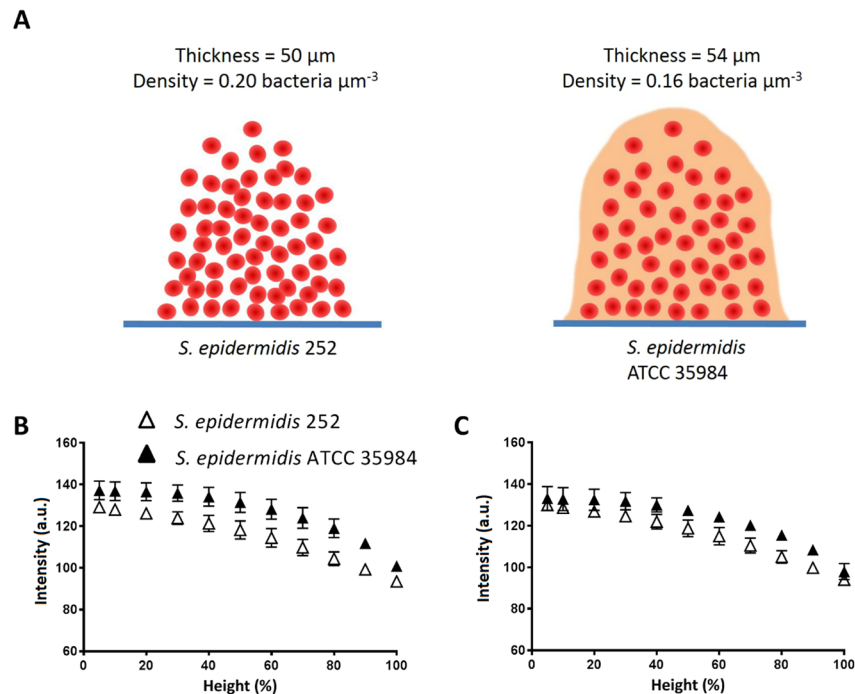 A
Thickness = 50 μm
Density = 0.20 bacteria μm⁻³
Thickness = 54 μm
Density = 0.16 bacteria μm⁻³
S. epidermidis 252
S. epidermidis
ATCC 35984
B
S. epidermidis 252
S. epidermidis ATCC 35984
Intensity (a.u.)
160
140
120
100
80
60
0
20
40
60
80
100
Height (%)
C
Intensity (a.u.)
160
140
120
100
80
60
0
20
40
60
80
100
Height (%)